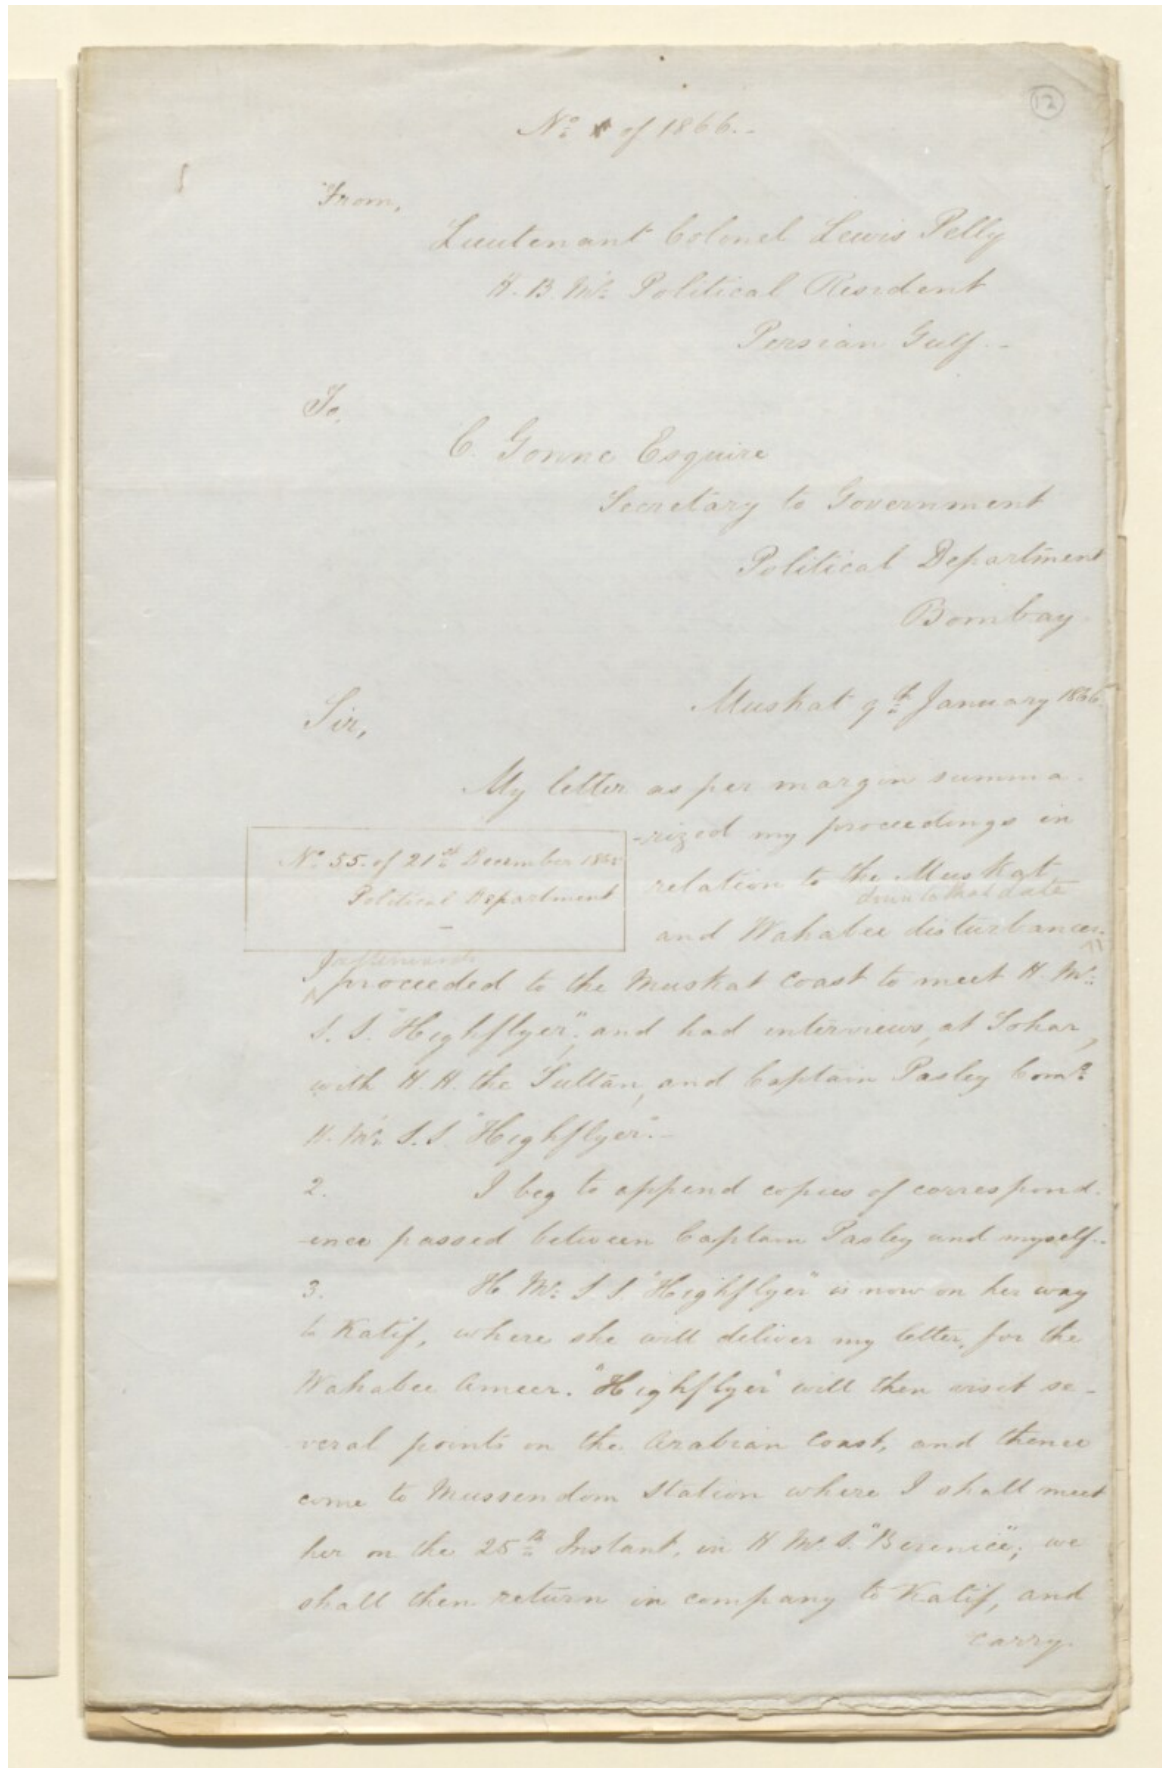 12
No of 1866.-
From,
Lieutenant Colonel Lewis Pelly
H. B. M's Political Resident
Persian Gulf.-
To,
C. Gonne Esquire
Secretary to Government
Political Department
Bombay
Muskat 9th January 1866.
Sir,
My letter as per margin summa-
-rized my proceedings in
No 55 of 21st December 1865
Political Department
relation to the Muskat
down to that date
and Wahabee disturbances.
I afterwards
proceeded to the Muskat Coast to meet H. M's
S. S. "Highflyer", and had interviews, at Sohar,
with H. H. the Sultan, and Captain Pasley Comg
H. M's S. S. "Highflyer".-
2. I beg to append copies of correspond-
-ence passed between Captain Pasley and myself.-
3. H. M's S. S. "Highflyer" is now on her way
to Katif, where she will deliver my letter, for the
Wahabee Ameer. "Highflyer" will then visit se-
veral points on the Arabian Coast, and thence
come to Mussendom Station where I shall meet
her on the 25th Instant, in H. M's S. "Berenice"; we
shall then return in company to Katif, and
carry